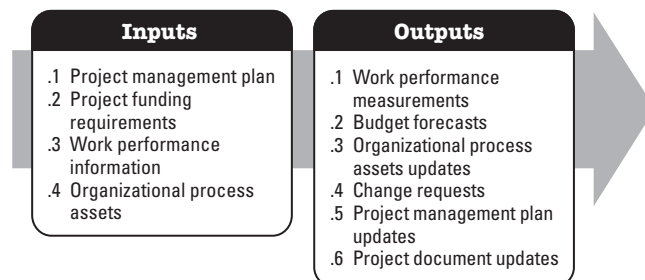 Inputs
.1 Project management plan
.2 Project funding
requirements
.3 Work performance
information
.4 Organizational process
assets
Outputs
.1 Work performance
measurements
.2 Budget forecasts
.3 Organizational process
assets updates
.4 Change requests
.5 Project management plan
updates
.6 Project document updates